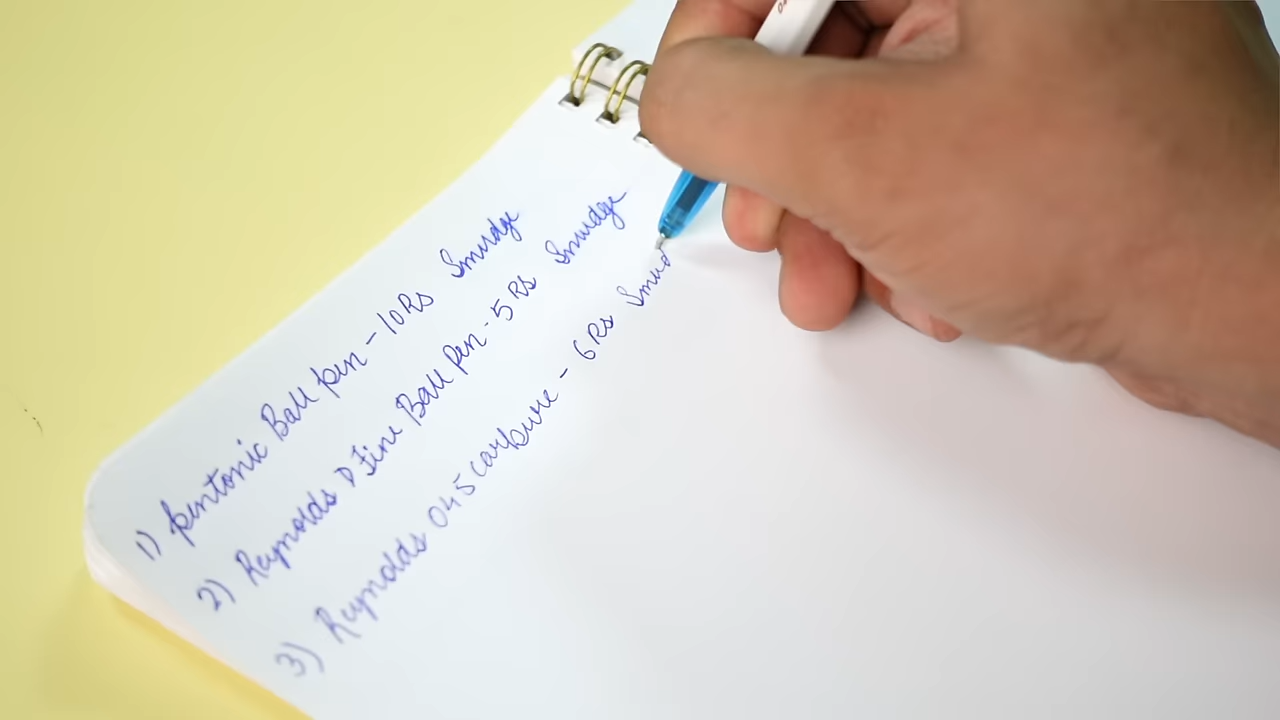 1) Pentonic Ball pen - 10Rs Smudge
2) Reynolds D Fine Ball Pen - 5 Rs Smudge
3) Reynolds 045 carbure - 6 Rs Smud